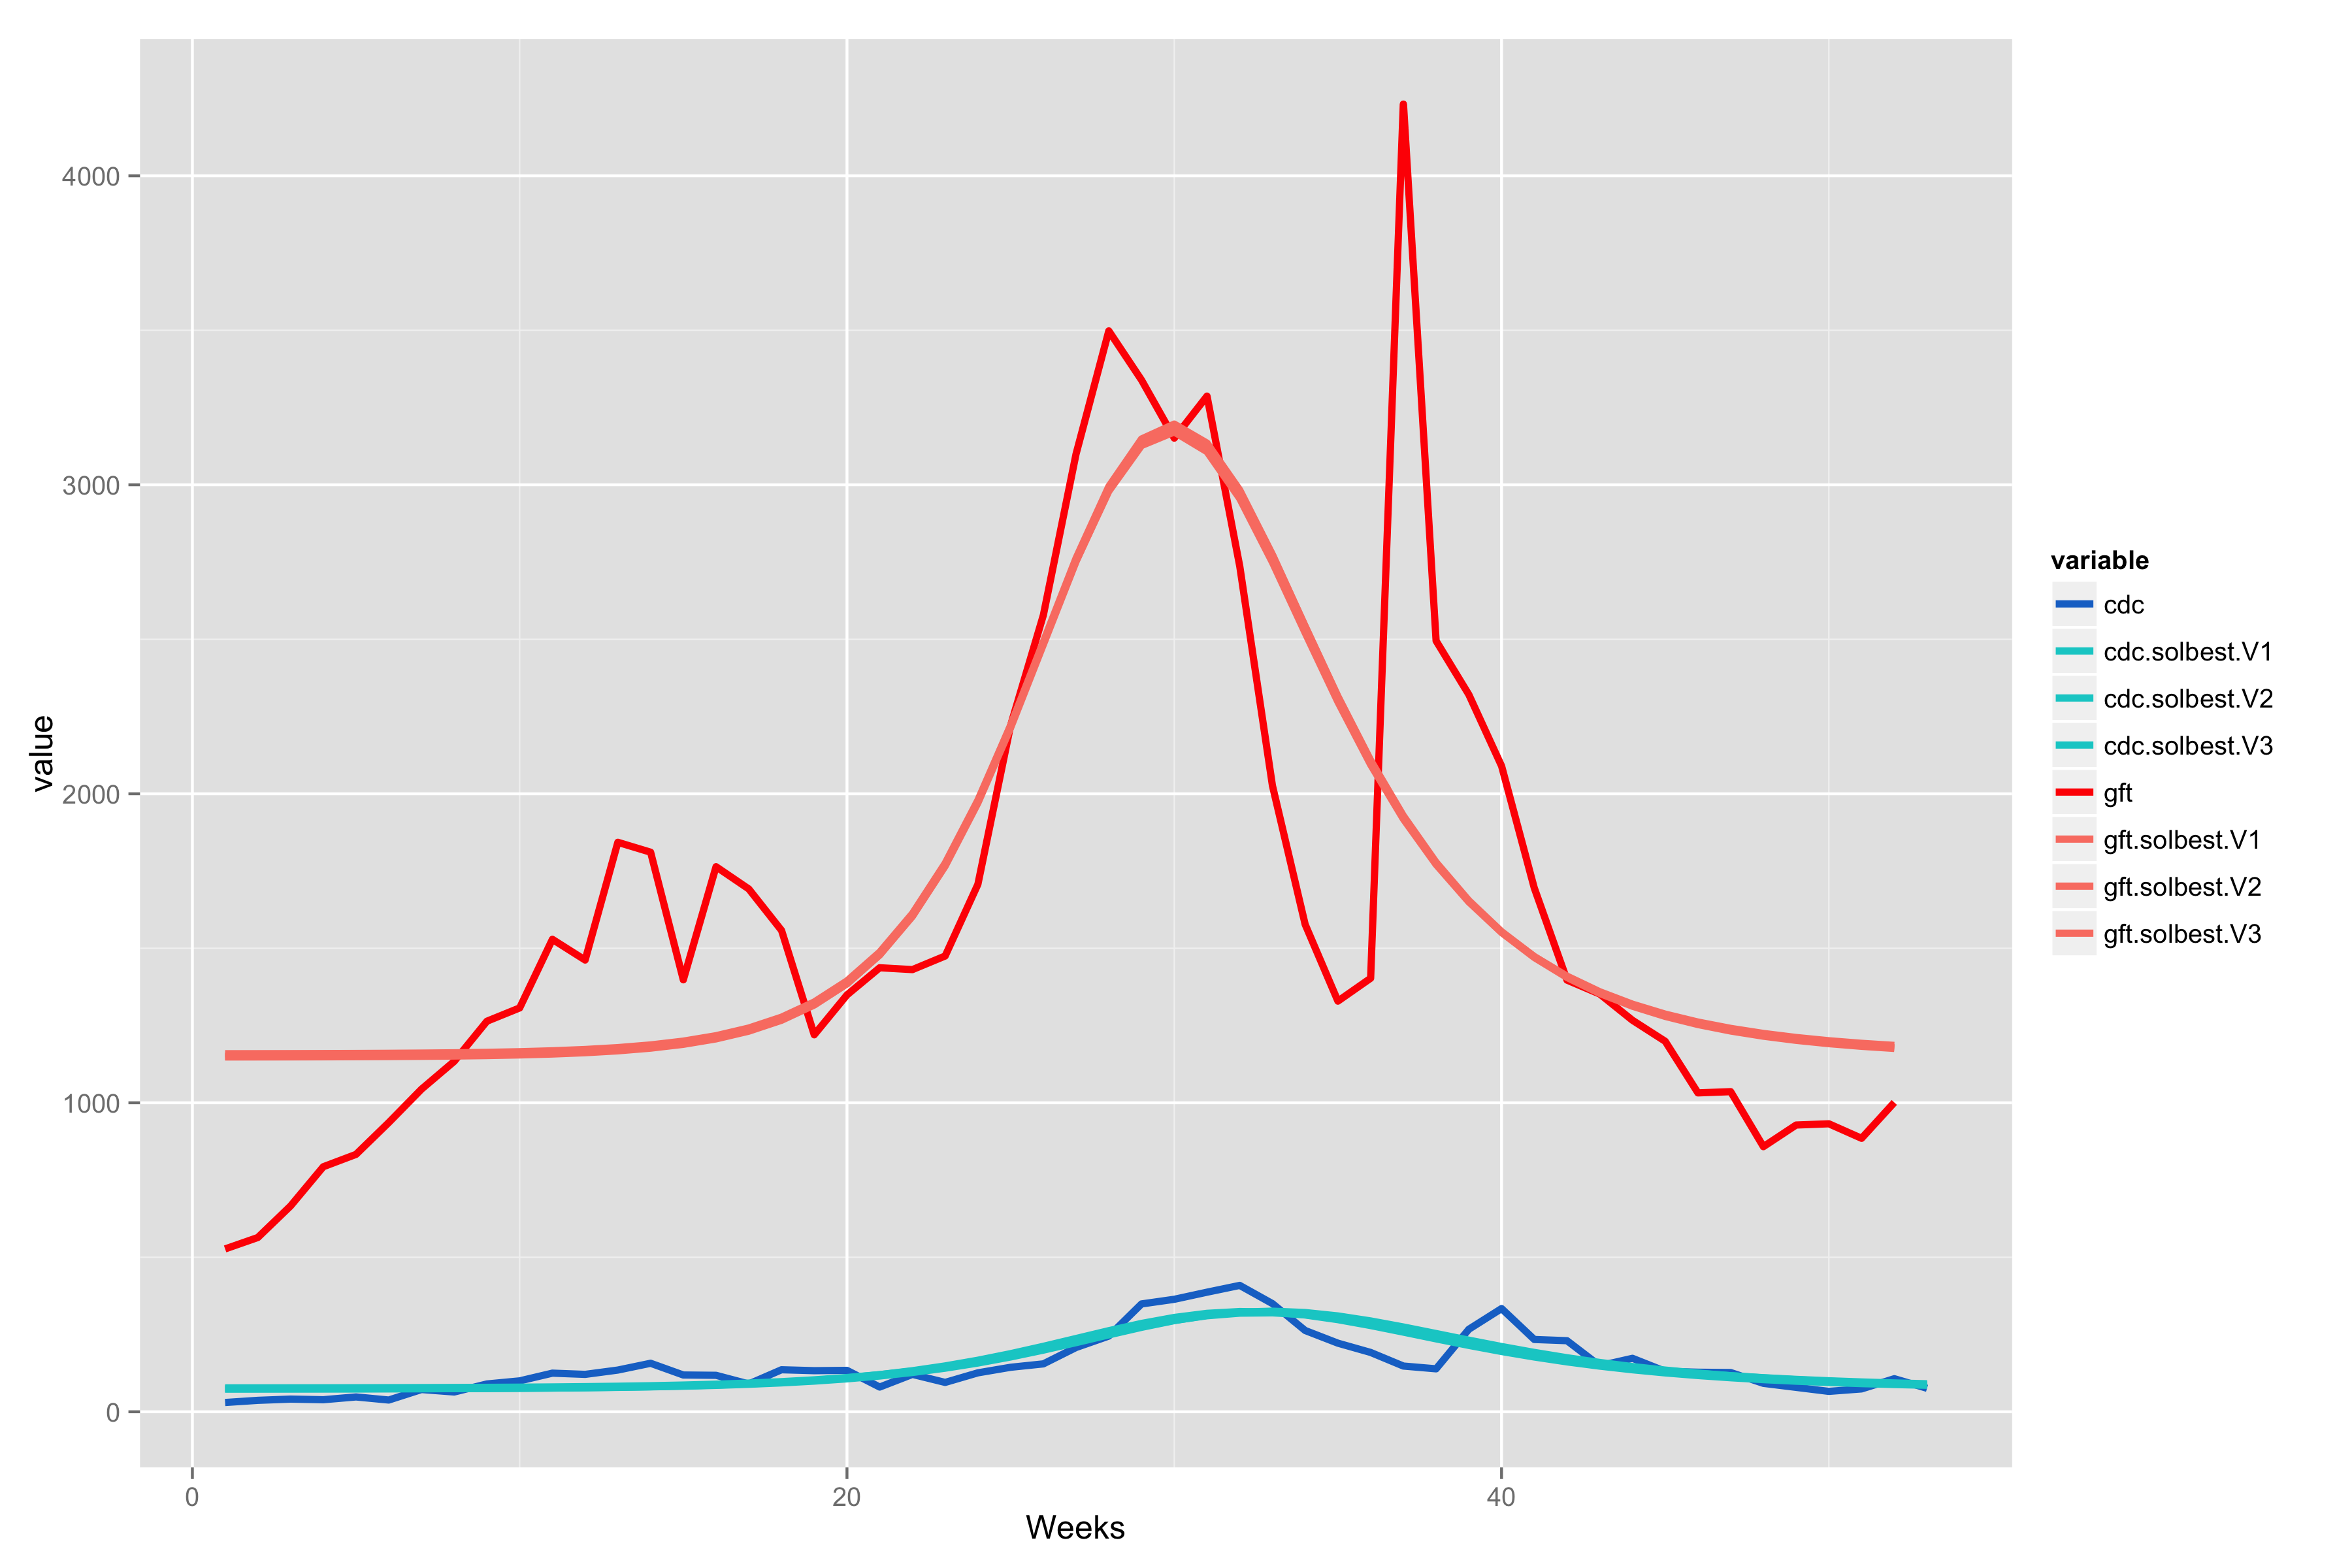 4000
3000
2000
1000
0
value
0 20 40
Weeks
variable
cdc
cdc.solbest.V1
cdc.solbest.V2
cdc.solbest.V3
gft
gft.solbest.V1
gft.solbest.V2
gft.solbest.V3